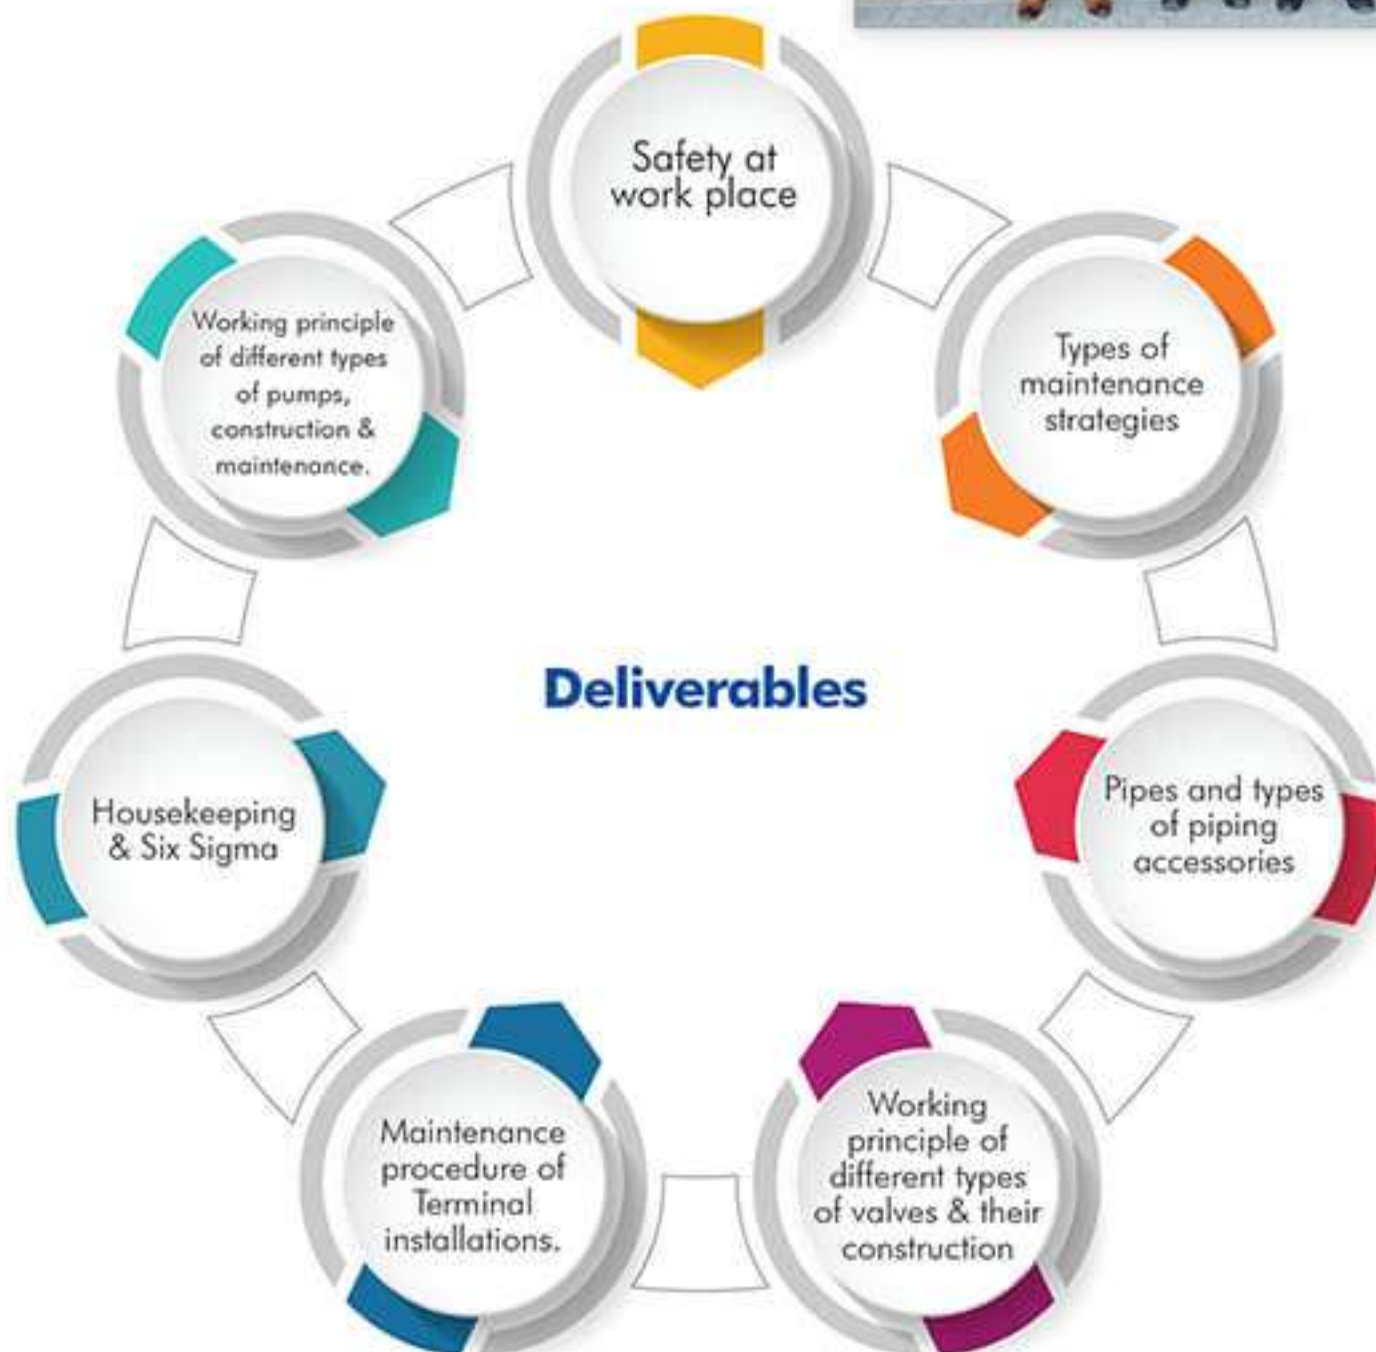 Safety at
work place
Types of
maintenance
strategies
Pipes and types
of piping
accessories
Working
principle of
different types
of valves & their
construction
Maintenance
procedure of
Terminal
installations.
Housekeeping
& Six Sigma
Working principle
of different types
of pumps,
construction &
maintenance.
Deliverables